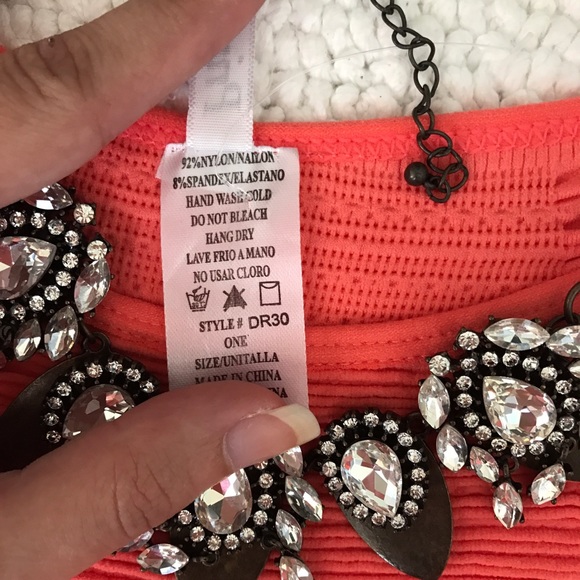 92%NYLON/NAILON
8%SPANDEX/ELASTANO
HAND WASH COLD
DO NOT BLEACH
HANG DRY
LAVE FRIO A MANO
NO USAR CLORO
STYLE # DR30
ONE
SIZE/UNITALLA
MADE IN CHINA